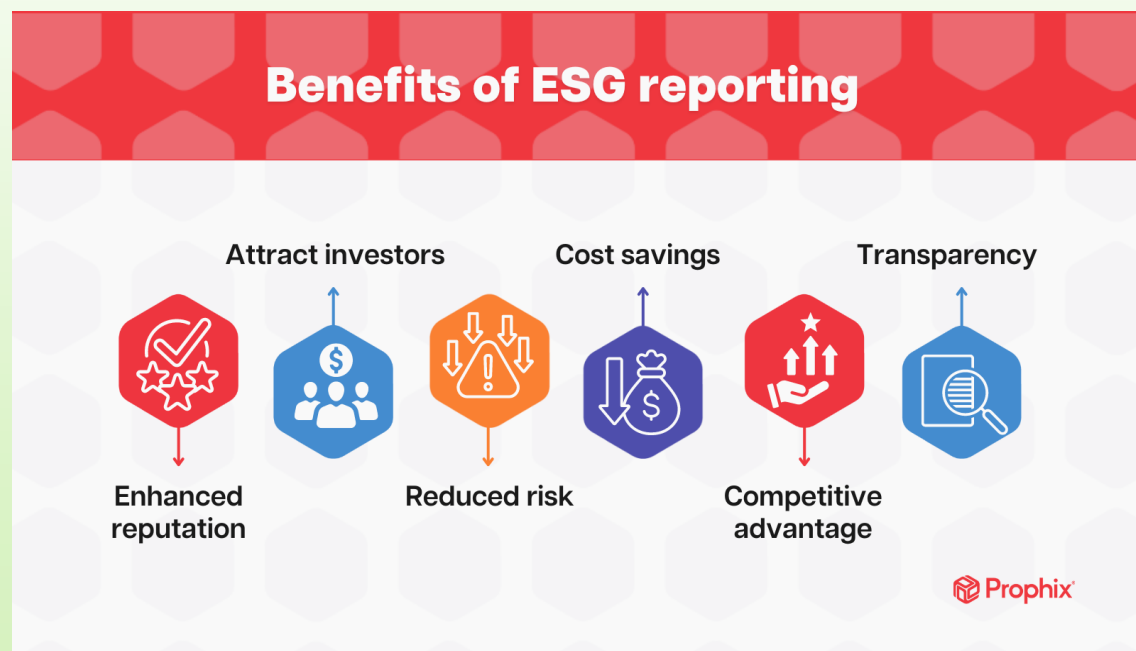 Benefits of ESG reporting
Attract investors
Cost savings
Transparency
Enhanced
reputation
Reduced risk
Competitive
advantage
Prophix